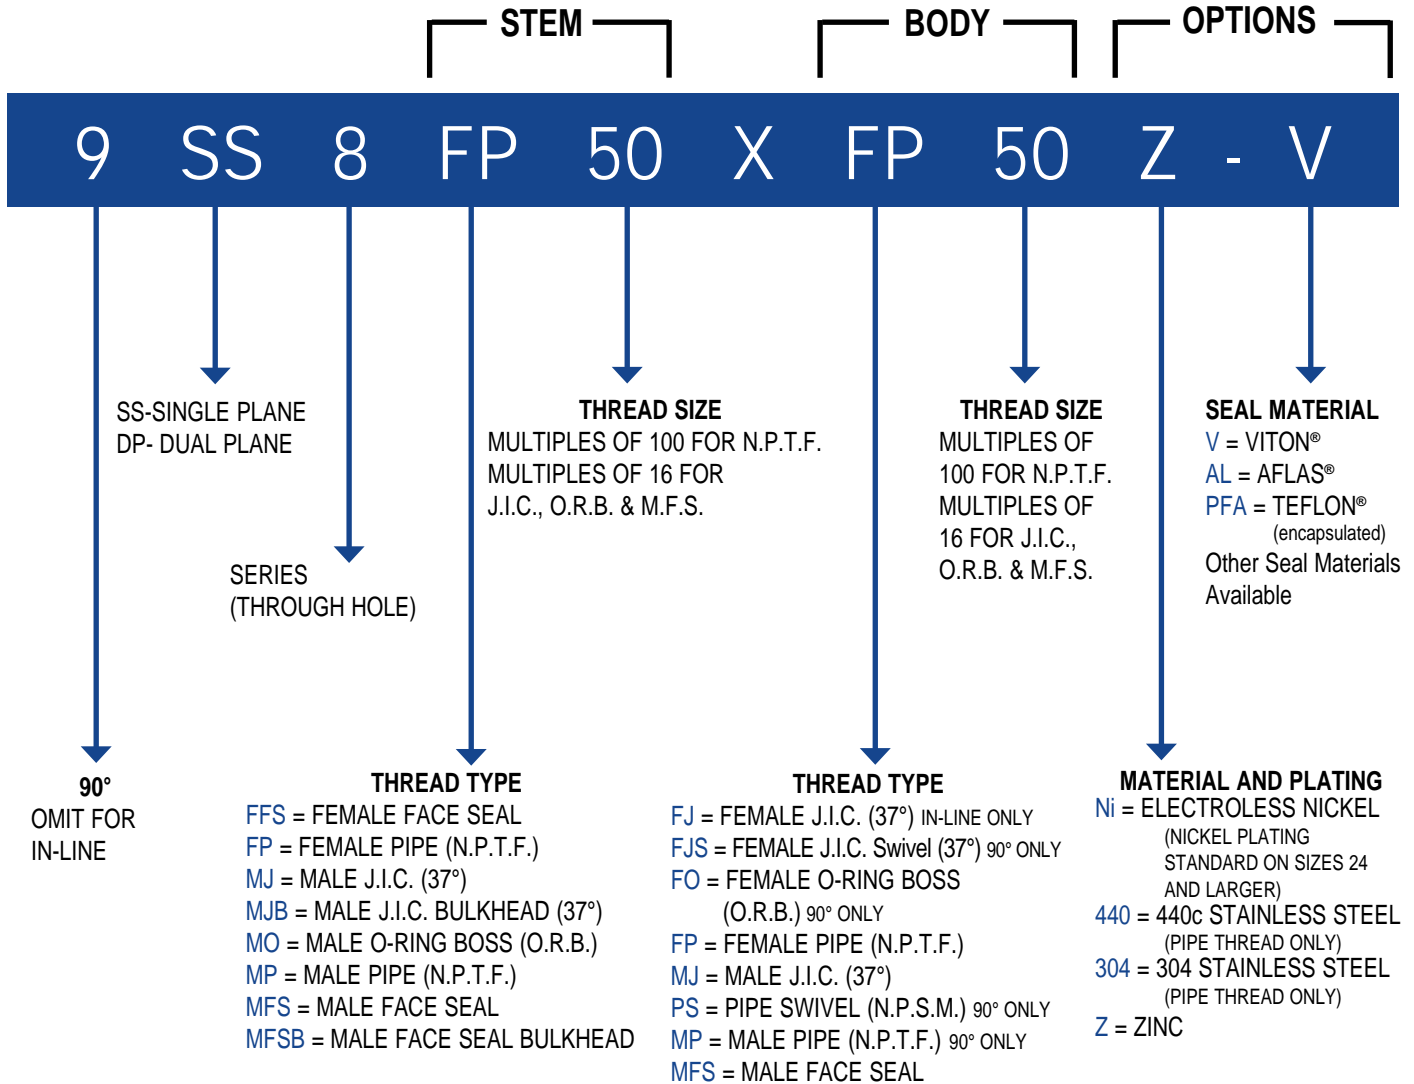 STEM BODY OPTIONS
9 SS 8 FP 50 X FP 50 Z - V
SS-SINGLE PLANE
DP- DUAL PLANE
SERIES
(THROUGH HOLE)
THREAD SIZE
MULTIPLES OF 100 FOR N.P.T.F.
MULTIPLES OF 16 FOR
J.I.C., O.R.B. & M.F.S.
THREAD SIZE
MULTIPLES OF
100 FOR N.P.T.F.
MULTIPLES OF
16 FOR J.I.C.,
O.R.B. & M.F.S.
SEAL MATERIAL
V = VITON®
AL = AFLAS®
PFA = TEFLON®
(encapsulated)
Other Seal Materials
Available
90°
OMIT FOR
IN-LINE
THREAD TYPE
FFS = FEMALE FACE SEAL
FP = FEMALE PIPE (N.P.T.F.)
MJ = MALE J.I.C. (37°)
MJB = MALE J.I.C. BULKHEAD (37°)
MO = MALE O-RING BOSS (O.R.B.)
MP = MALE PIPE (N.P.T.F.)
MFS = MALE FACE SEAL
MFSB = MALE FACE SEAL BULKHEAD
THREAD TYPE
FJ = FEMALE J.I.C. (37°) IN-LINE ONLY
FJS = FEMALE J.I.C. Swivel (37°) 90° ONLY
FO = FEMALE O-RING BOSS
(O.R.B.) 90° ONLY
FP = FEMALE PIPE (N.P.T.F.)
MJ = MALE J.I.C. (37°)
PS = PIPE SWIVEL (N.P.S.M.) 90° ONLY
MP = MALE PIPE (N.P.T.F.) 90° ONLY
MFS = MALE FACE SEAL
MATERIAL AND PLATING
Ni = ELECTROLESS NICKEL
(NICKEL PLATING
STANDARD ON SIZES 24
AND LARGER)
440 = 440c STAINLESS STEEL
(PIPE THREAD ONLY)
304 = 304 STAINLESS STEEL
(PIPE THREAD ONLY)
Z = ZINC